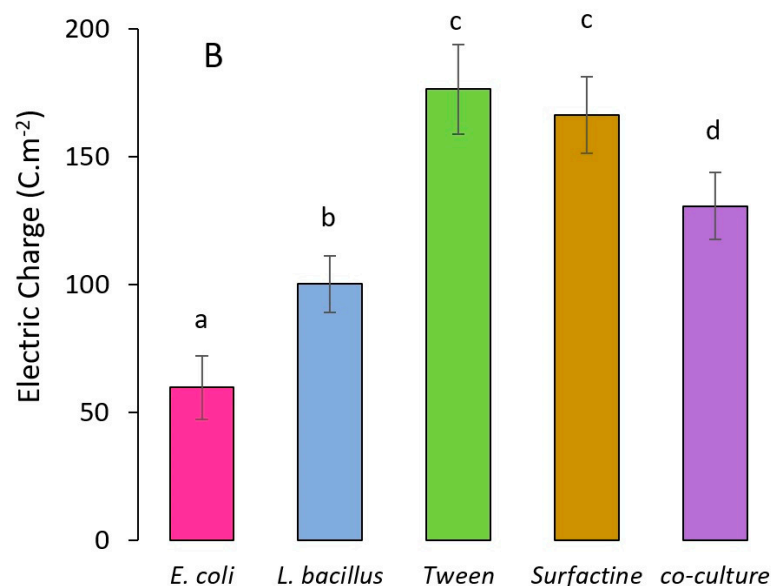 B
Electric Charge (C.m⁻²)
200
150
100
50
0
a
b
c
c
d
E. coli
L. bacillus
Tween
Surfactine
co-culture